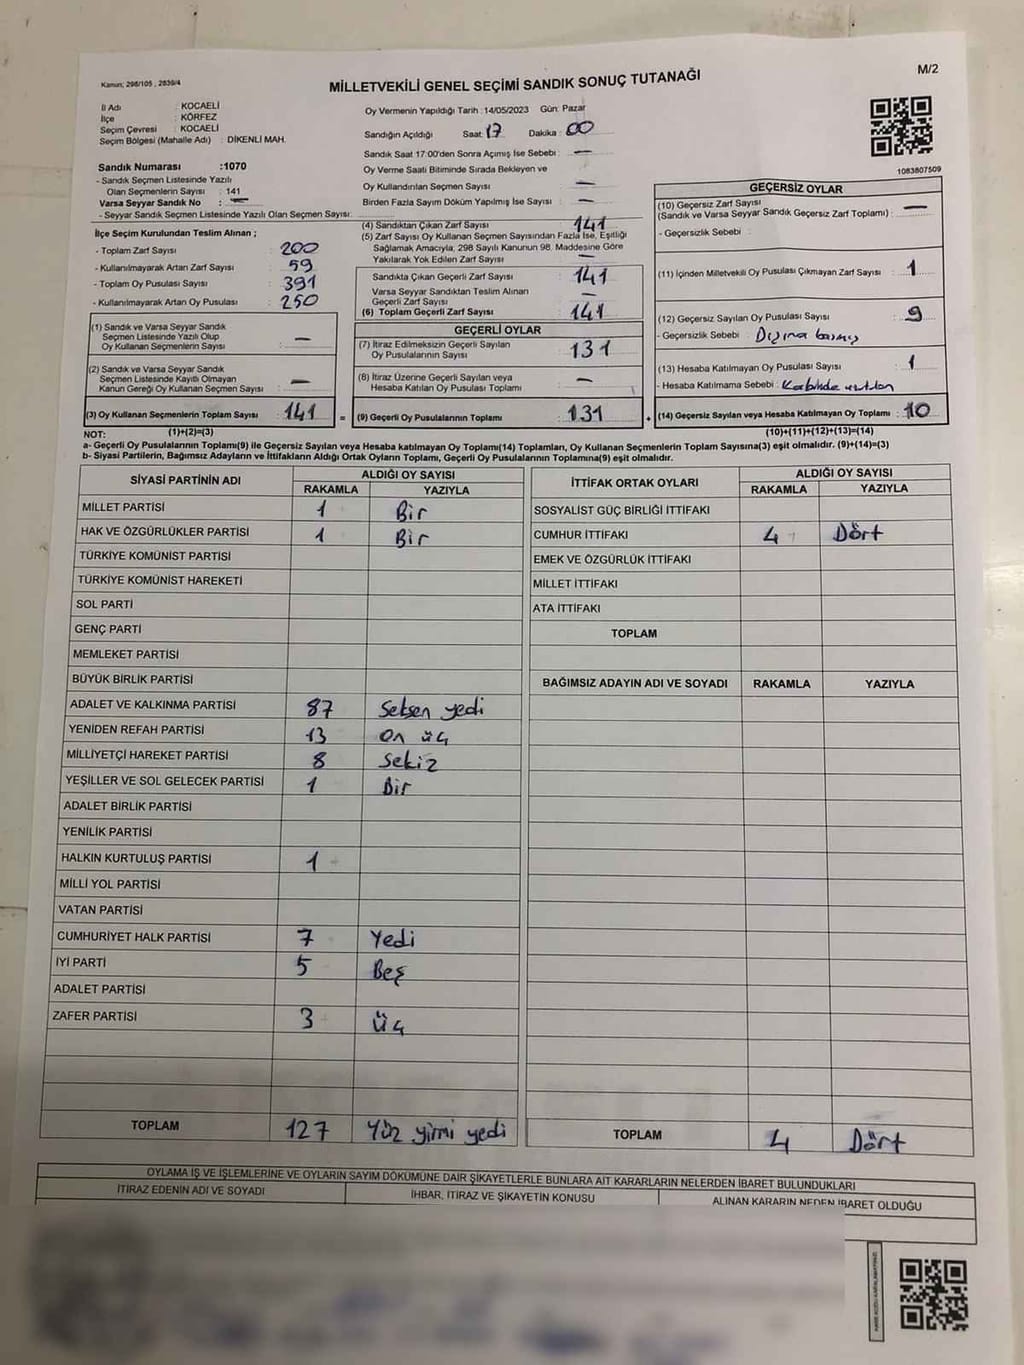 Kanun; 298/105, 2839/4
MİLLETVEKİLİ GENEL SEÇİMİ SANDIK SONUÇ TUTANAĞI
M/2
İl Adı : KOCAELİ
İlçe : KÖRFEZ
Seçim Çevresi : KOCAELİ
Seçim Bölgesi (Mahalle Adı) : DİKENLİ MAH.
Oy Vermenin Yapıldığı Tarih : 14/05/2023 Gün: Pazar
Sandığın Açıldığı Saat: 17 Dakika : 00
Sandık Saat 17:00'den Sonra Açımış İse Sebebi : —
Oy Verme Saati Bitiminde Sırada Bekleyen ve
Oy Kullandırılan Seçmen Sayısı : —
Birden Fazla Sayım Döküm Yapılmış İse Sayısı : —
1083807509
Sandık Numarası :1070
- Sandık Seçmen Listesinde Yazılı
Olan Seçmenlerin Sayısı : 141
Varsa Seyyar Sandık No : —
- Seyyar Sandık Seçmen Listesinde Yazılı Olan Seçmen Sayısı:
İlçe Seçim Kurulundan Teslim Alınan ;
- Toplam Zarf Sayısı : 200
- Kullanılmayarak Artan Zarf Sayısı : 59
- Toplam Oy Pusulası Sayısı : 391
- Kullanılmayarak Artan Oy Pusulası : 250
(1) Sandık ve Varsa Seyyar Sandık
Seçmen Listesinde Yazılı Olup
Oy Kullanan Seçmenlerin Sayısı : —
(2) Sandık ve Varsa Seyyar Sandık
Seçmen Listesinde Kayıtlı Olmayan
Kanun Gereği Oy Kullanan Seçmen Sayısı : —
(3) Oy Kullanan Seçmenlerin Toplam Sayısı : 141
(4) Sandıktan Çıkan Zarf Sayısı : 141
(5) Zarf Sayısı Oy Kullanan Seçmen Sayısından Fazla İse, Eşitliği
Sağlamak Amacıyla, 298 Sayılı Kanunun 98. Maddesine Göre
Yakılarak Yok Edilen Zarf Sayısı : —
Sandıkta Çıkan Geçerli Zarf Sayısı : 141
Varsa Seyyar Sandıktan Teslim Alınan
Geçerli Zarf Sayısı : —
(6) Toplam Geçerli Zarf Sayısı : 141
GEÇERLİ OYLAR
(7) İtiraz Edilmeksizin Geçerli Sayılan
Oy Pusulalarının Sayısı : 131
(8) İtiraz Üzerine Geçerli Sayılan veya
Hesaba Katılan Oy Pusulası Toplamı : —
= (9) Geçerli Oy Pusulalarının Toplamı : 131
GEÇERSİZ OYLAR
(10) Geçersiz Zarf Sayısı : —
(Sandık ve Varsa Seyyar Sandık Geçersiz Zarf Toplamı)
- Geçersizlik Sebebi :
(11) İçinden Milletvekili Oy Pusulası Çıkmayan Zarf Sayısı : 1
(12) Geçersiz Sayılan Oy Pusulası Sayısı : 9
- Geçersizlik Sebebi : Dışına basmış
(13) Hesaba Katılmayan Oy Pusulası Sayısı : 1
- Hesaba Katılmama Sebebi : Kabinde
+ (14) Geçersiz Sayılan veya Hesaba Katılmayan Oy Toplamı : 10
NOT: (1)+(2)=(3) (10)+(11)+(12)+(13)=(14)
a- Geçerli Oy Pusulalarının Toplamı(9) ile Geçersiz Sayılan veya Hesaba katılmayan Oy Toplamı(14) Toplamları, Oy Kullanan Seçmenlerin Toplam Sayısına(3) eşit olmalıdır. (9)+(14)=(3)
b- Siyasi Partilerin, Bağımsız Adayların ve İttifakların Aldığı Ortak Oyların Toplamı, Geçerli Oy Pusulalarının Toplamına(9) eşit olmalıdır.
SİYASİ PARTİNİN ADI ALDIĞI OY SAYISI
RAKAMLA YAZIYLA
MİLLET PARTİSİ 1 Bir
HAK VE ÖZGÜRLÜKLER PARTİSİ 1 Bir
TÜRKİYE KOMÜNİST PARTİSİ
TÜRKİYE KOMÜNİST HAREKETİ
SOL PARTİ
GENÇ PARTİ
MEMLEKET PARTİSİ
BÜYÜK BİRLİK PARTİSİ
ADALET VE KALKINMA PARTİSİ 87 Seksen yedi
YENİDEN REFAH PARTİSİ 13 On üç
MİLLİYETÇİ HAREKET PARTİSİ 8 Sekiz
YEŞİLLER VE SOL GELECEK PARTİSİ 1 Bir
ADALET BİRLİK PARTİSİ
YENİLİK PARTİSİ
HALKIN KURTULUŞ PARTİSİ 1
MİLLİ YOL PARTİSİ
VATAN PARTİSİ
CUMHURİYET HALK PARTİSİ 7 Yedi
İYİ PARTİ 5 Beş
ADALET PARTİSİ
ZAFER PARTİSİ 3 Üç
TOPLAM 127 Yüz yirmi yedi
İTTİFAK ORTAK OYLARI ALDIĞI OY SAYISI
RAKAMLA YAZIYLA
SOSYALİST GÜÇ BİRLİĞİ İTTİFAKI
CUMHUR İTTİFAKI 4 Dört
EMEK VE ÖZGÜRLÜK İTTİFAKI
MİLLET İTTİFAKI
ATA İTTİFAKI
TOPLAM
BAĞIMSIZ ADAYIN ADI VE SOYADI RAKAMLA YAZIYLA
TOPLAM 4 Dört
OYLAMA İŞ VE İŞLEMLERİNE VE OYLARIN SAYIM DÖKÜMÜNE DAİR ŞİKAYETLERLE BUNLARA AİT KARARLARIN NELERDEN İBARET BULUNDUKLARI
İTİRAZ EDENİN ADI VE SOYADI İHBAR, İTİRAZ VE ŞİKAYETİN KONUSU ALINAN KARARIN NEDEN İBARET OLDUĞU